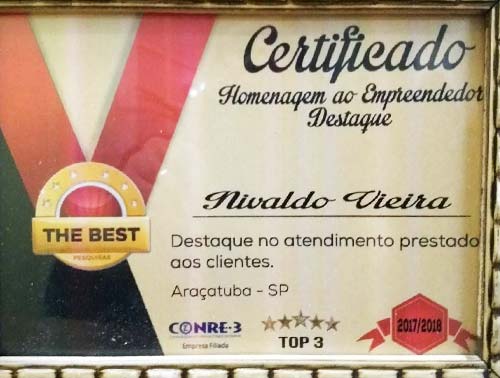 Certificado
Homenagem ao Empreendedor
Destaque
Nivaldo Vieira
THE BEST
PESQUISAS
Destaque no atendimento prestado
aos clientes.
Araçatuba - SP
CONRE-3
Empresa Filiada
TOP 3
2017/2018